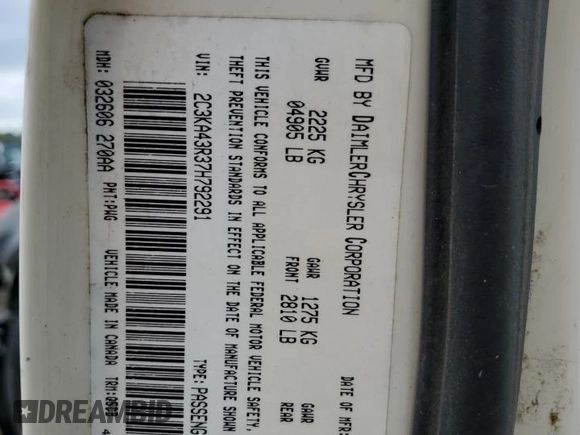 MFD BY DAIMLERCHRYSLER CORPORATION
DATE OF MFR:
GVWR 2225 KG
04905 LB
GAWR FRONT 1275 KG
2810 LB
GAWR REAR
THIS VEHICLE CONFORMS TO ALL APPLICABLE FEDERAL MOTOR VEHICLE SAFETY,
THEFT PREVENTION STANDARDS IN EFFECT ON THE DATE OF MANUFACTURE SHOWN
VIN: 2C3KA43R37H792291 TYPE: PASSENG
MDH: 032606 270AA PNT: PWG VEHICLE MADE IN CANADA TRM:
DREAMBID